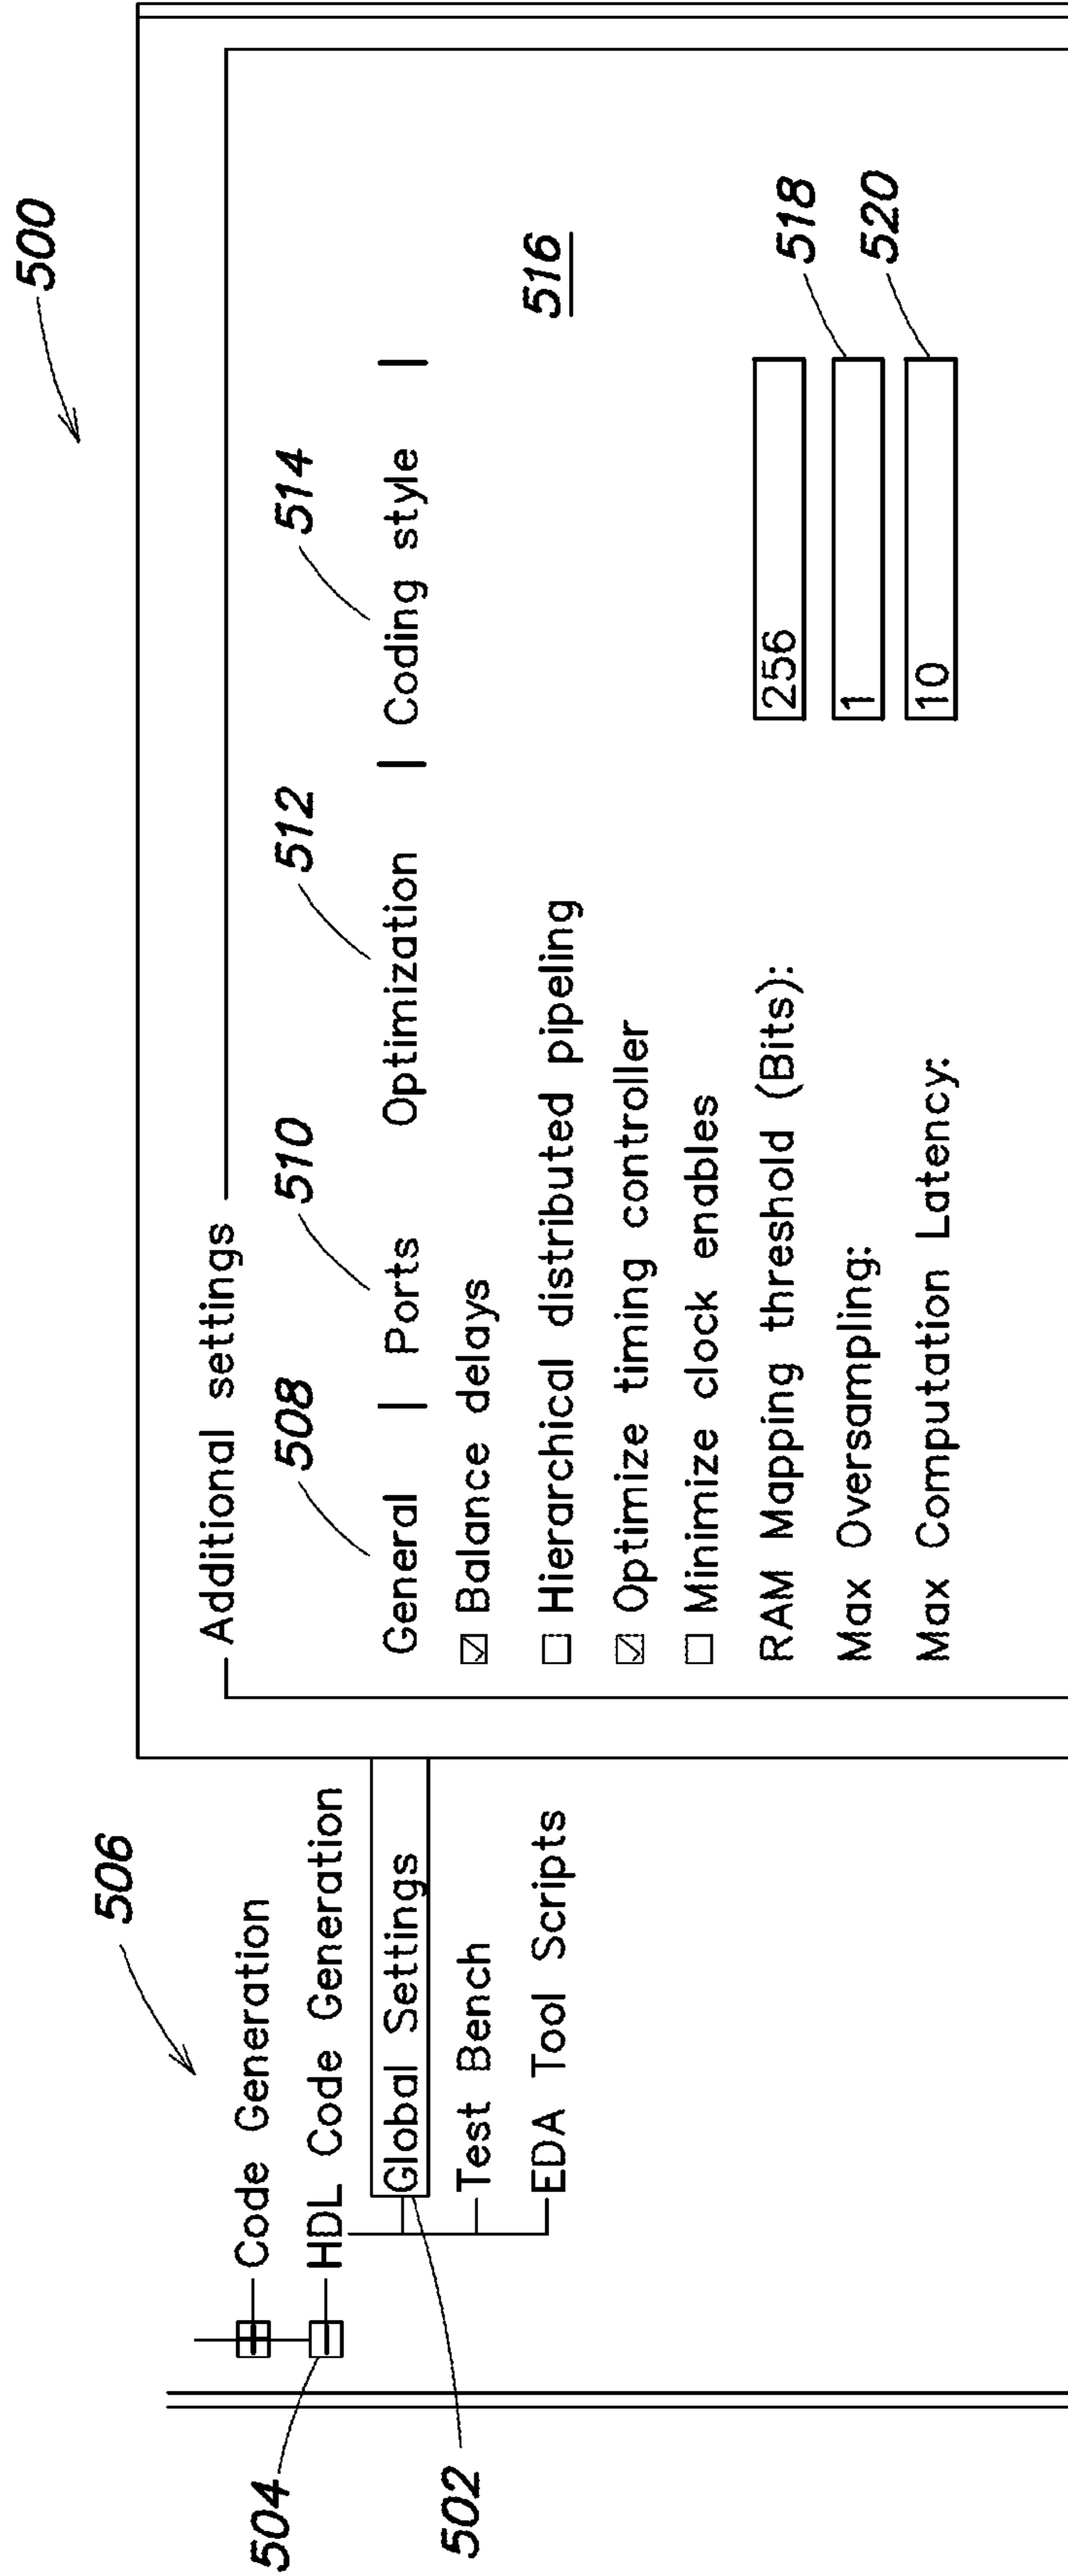 500
506
Code Generation
HDL Code Generation
Global Settings
Test Bench
EDA Tool Scripts
504
502
Additional settings
508 510 512 514
General | Ports Optimization | Coding style |
Balance delays
516
Hierarchical distributed pipeling
Optimize timing controller
Minimize clock enables
RAM Mapping threshold (Bits): 256
Max Oversampling: 1
518
Max Computation Latency: 10
520